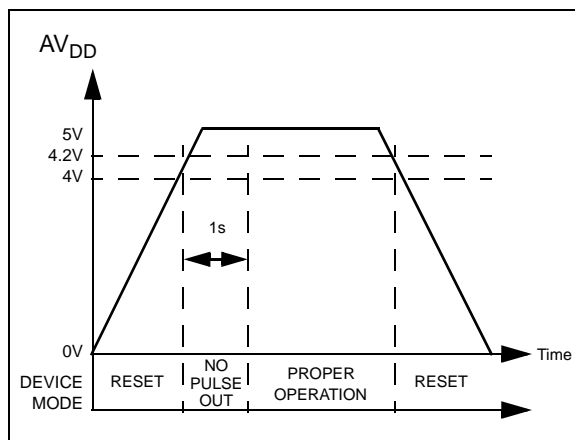 AVDD
5V
4.2V
4V
1s
0V
Time
DEVICE MODE
RESET
NO PULSE OUT
PROPER OPERATION
RESET